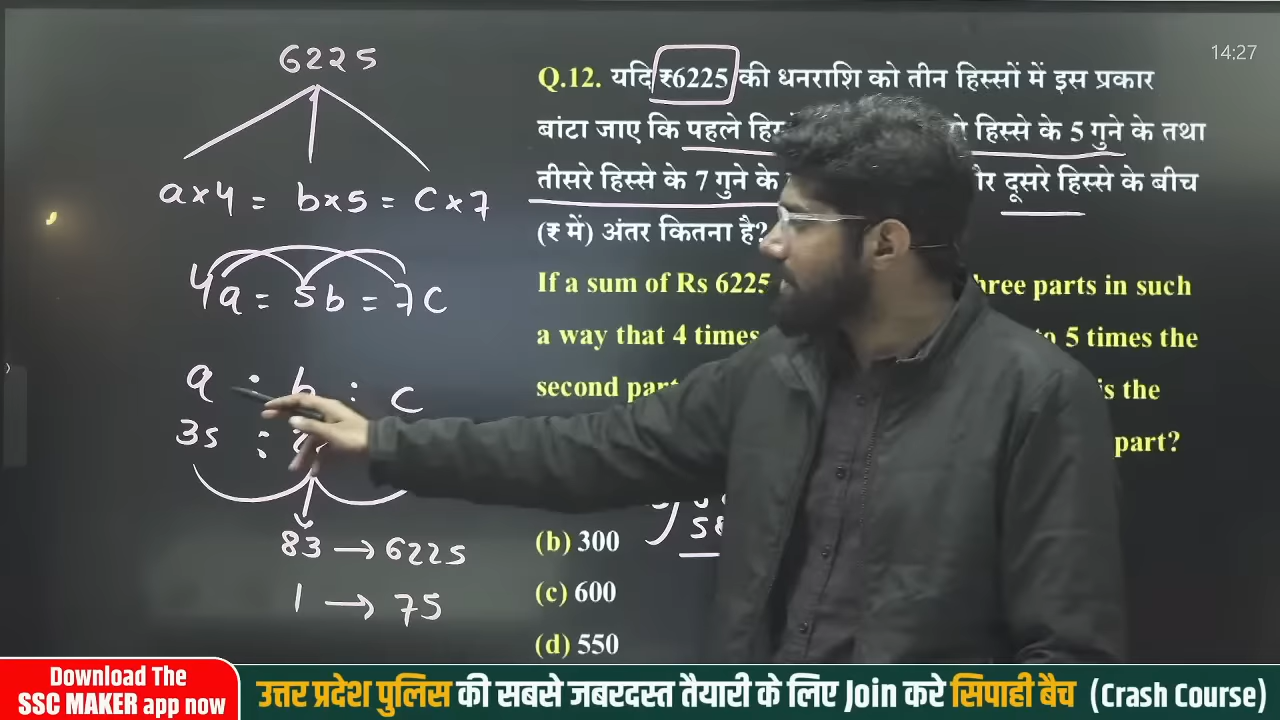 14:27
6225
a×4 = b×5 = C×7
4a = 5b = 7C
a : b : C
35 :
83 → 6225
1 → 75
Q.12. यदि ₹6225 की धनराशि को तीन हिस्सों में इस प्रकार
बांटा जाए कि पहले हिस्से के 5 गुने के तथा
तीसरे हिस्से के 7 गुने के दूसरे हिस्से के बीच
(₹ में) अंतर कितना है?
If a sum of Rs 6225 three parts in such
a way that 4 times to 5 times the
second part is the
part?
(b) 300
(c) 600
(d) 550
Download The
SSC MAKER app now
उत्तर प्रदेश पुलिस की सबसे जबरदस्त तैयारी के लिए Join करे सिपाही बैच (Crash Course)